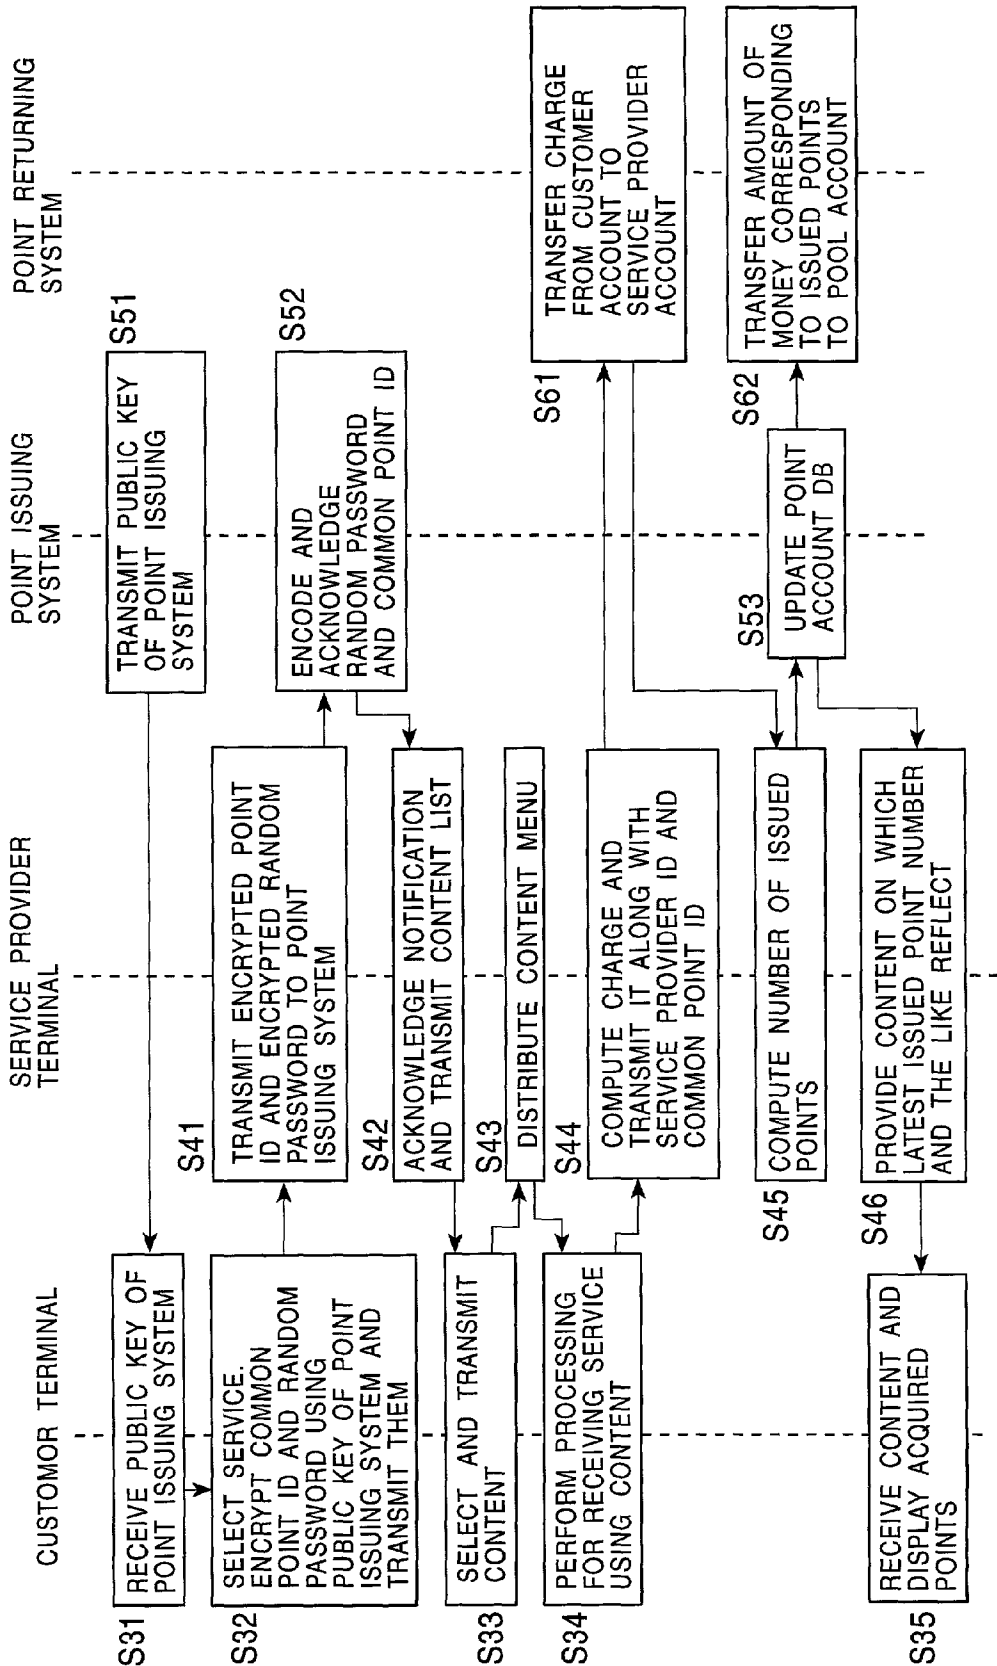 CUSTOMOR TERMINAL
SERVICE PROVIDER
TERMINAL
POINT ISSUING
SYSTEM
POINT RETURNING
SYSTEM
S51
TRANSMIT PUBLIC KEY
OF POINT ISSUING
SYSTEM
S31
RECEIVE PUBLIC KEY OF
POINT ISSUING SYSTEM
S32
SELECT SERVICE.
ENCRYPT COMMON
POINT ID AND RANDOM
PASSWORD USING
PUBLIC KEY OF POINT
ISSUING SYSTEM AND
TRANSMIT THEM
S41
TRANSMIT ENCRYPTED POINT
ID AND ENCRYPTED RANDOM
PASSWORD TO POINT
ISSUING SYSTEM
S52
ENCODE AND
ACKNOWLEDGE
RANDOM PASSWORD
AND COMMON POINT ID
S42
ACKNOWLEDGE NOTIFICATION
AND TRANSMIT CONTENT LIST
S33
SELECT AND TRANSMIT
CONTENT
S43
DISTRIBUTE CONTENT MENU
S34
PERFORM PROCESSING
FOR RECEIVING SERVICE
USING CONTENT
S44
COMPUTE CHARGE AND
TRANSMIT IT ALONG WITH
SERVICE PROVIDER ID AND
COMMON POINT ID
S61
TRANSFER CHARGE
FROM CUSTOMER
ACCOUNT TO
SERVICE PROVIDER
ACCOUNT
S45
COMPUTE NUMBER OF ISSUED
POINTS
S53
UPDATE POINT
ACCOUNT DB
S62
TRANSFER AMOUNT OF
MONEY CORRESPONDING
TO ISSUED POINTS
TO POOL ACCOUNT
S46
PROVIDE CONTENT ON WHICH
LATEST ISSUED POINT NUMBER
AND THE LIKE REFLECT
S35
RECEIVE CONTENT AND
DISPLAY ACQUIRED
POINTS